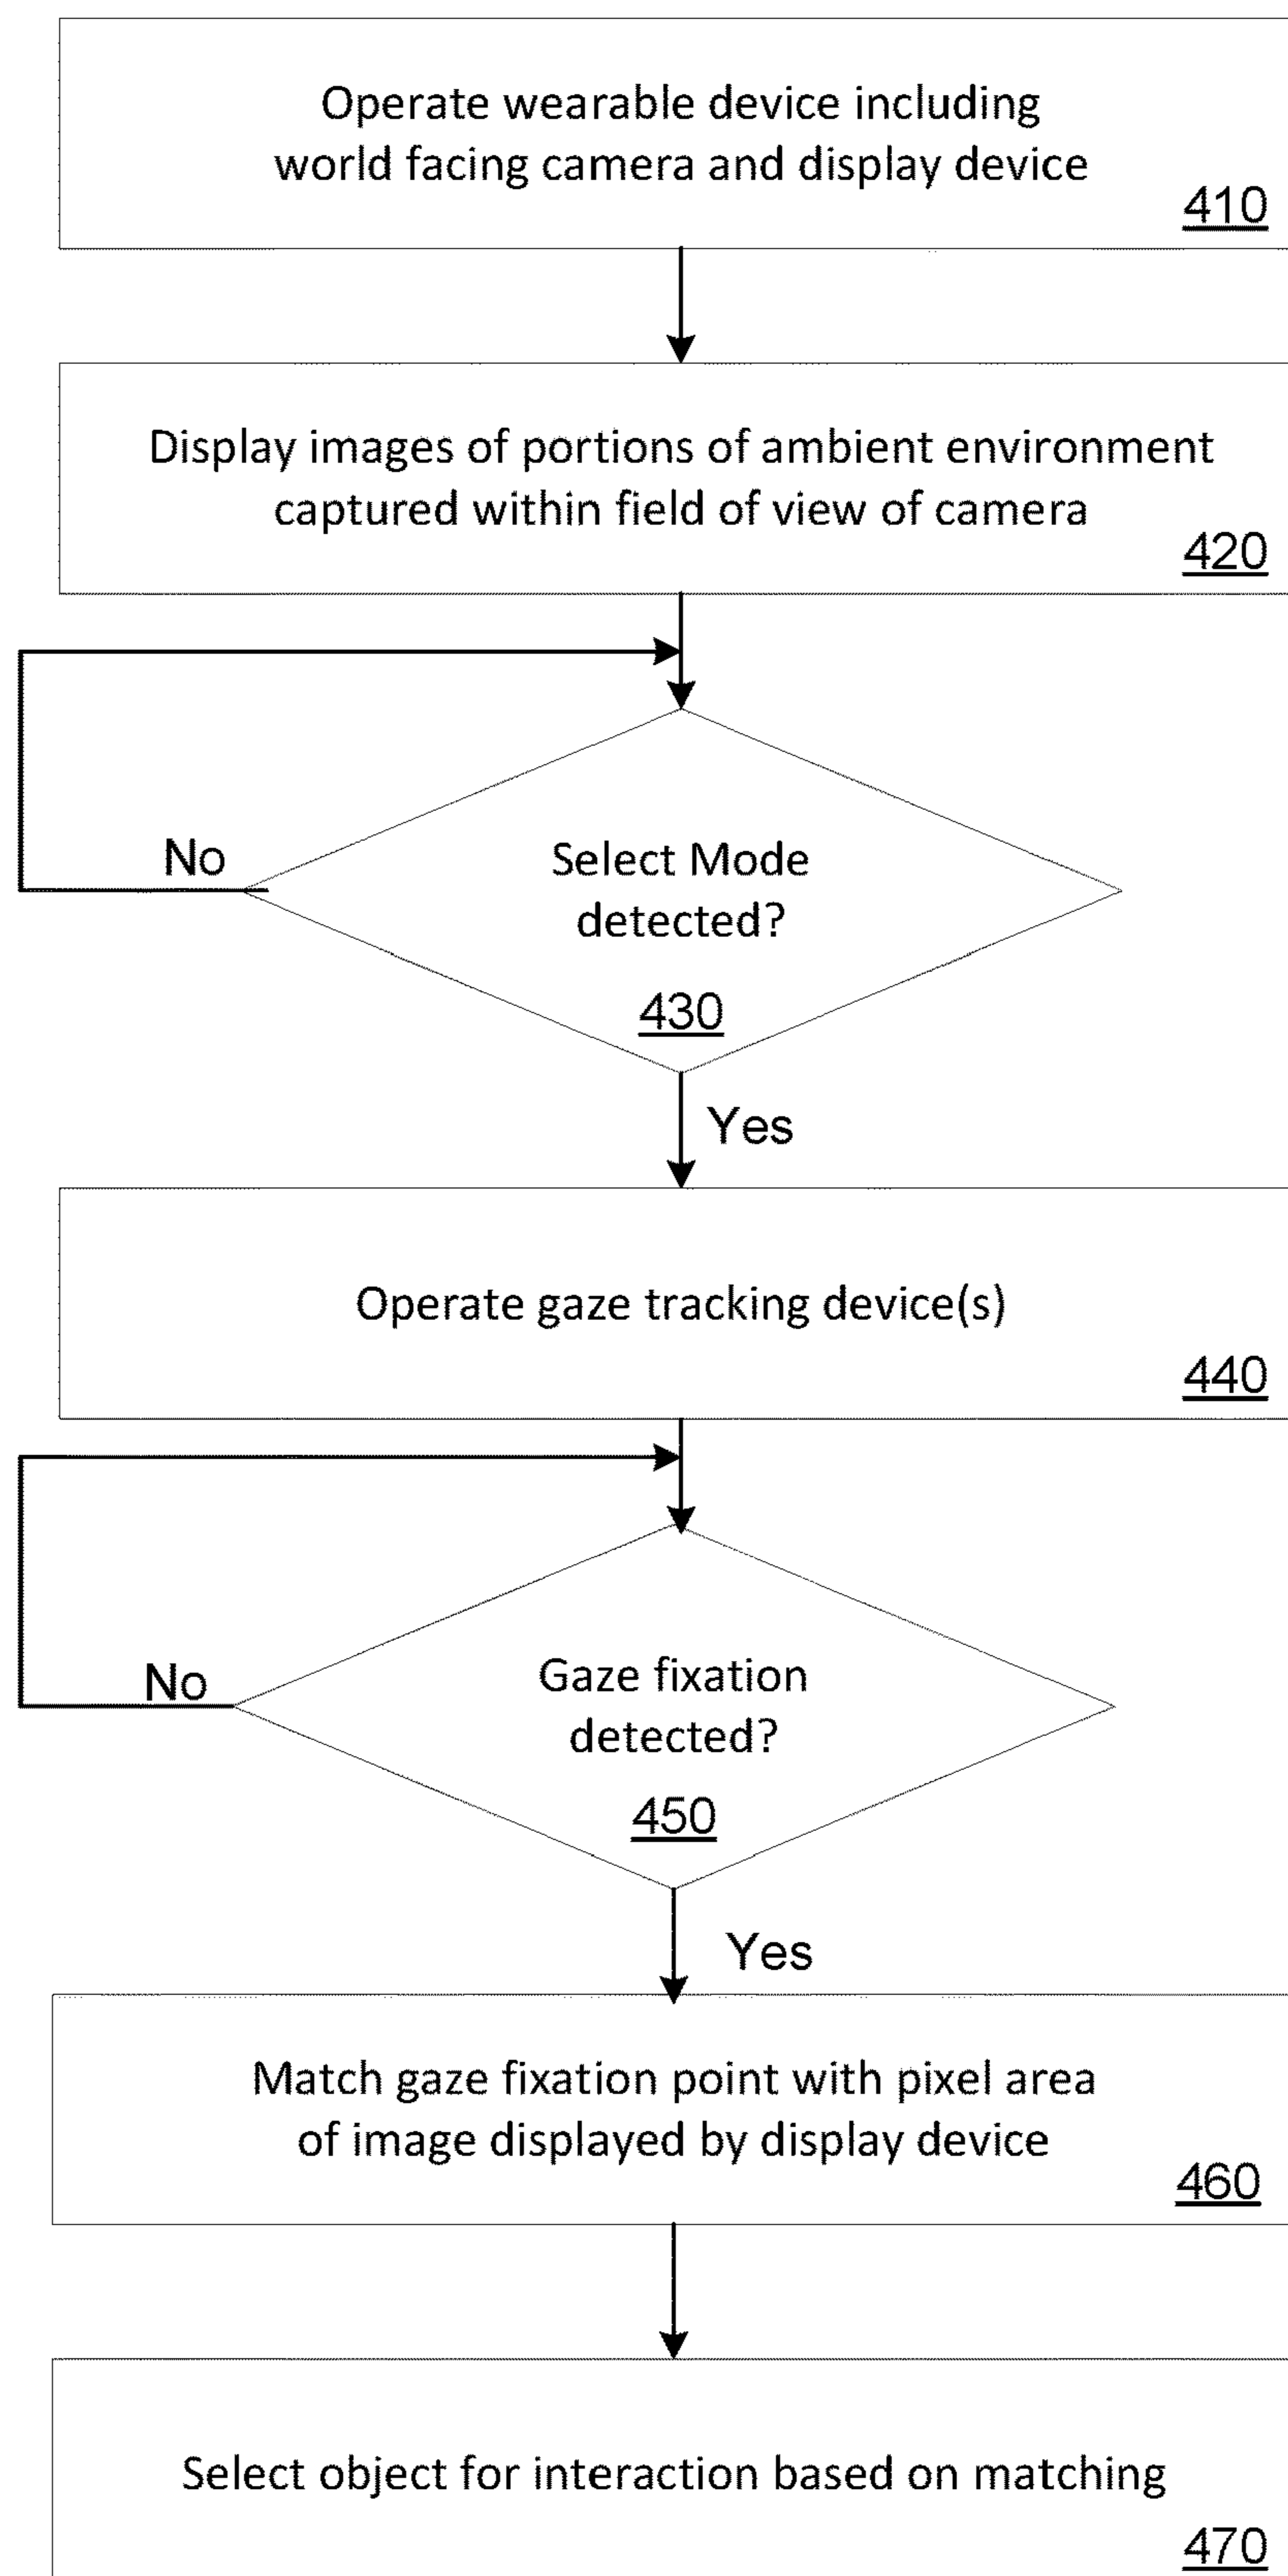 Operate wearable device including
world facing camera and display device
410
Display images of portions of ambient environment
captured within field of view of camera
420
No
Select Mode
detected?
430
Yes
Operate gaze tracking device(s)
440
No
Gaze fixation
detected?
450
Yes
Match gaze fixation point with pixel area
of image displayed by display device
460
Select object for interaction based on matching
470